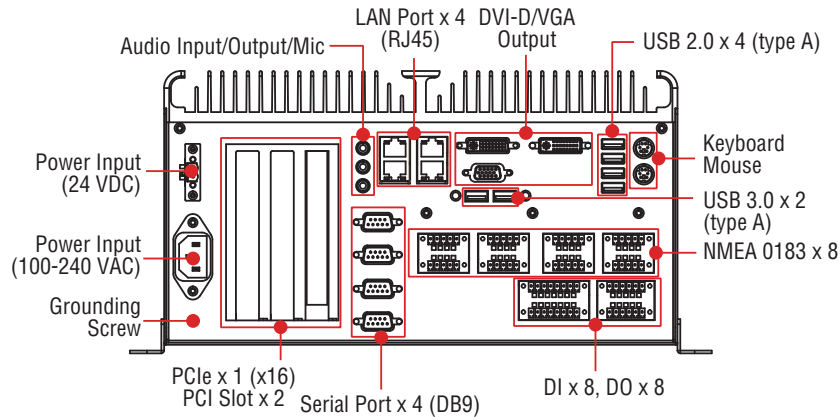 LAN Port x 4
(RJ45)
DVI-D/VGA
Output
Audio Input/Output/Mic
USB 2.0 x 4 (type A)
Power Input
(24 VDC)
Keyboard
Mouse
USB 3.0 x 2
(type A)
Power Input
(100-240 VAC)
NMEA 0183 x 8
Grounding
Screw
PCIe x 1 (x16)
PCI Slot x 2
Serial Port x 4 (DB9)
DI x 8, DO x 8